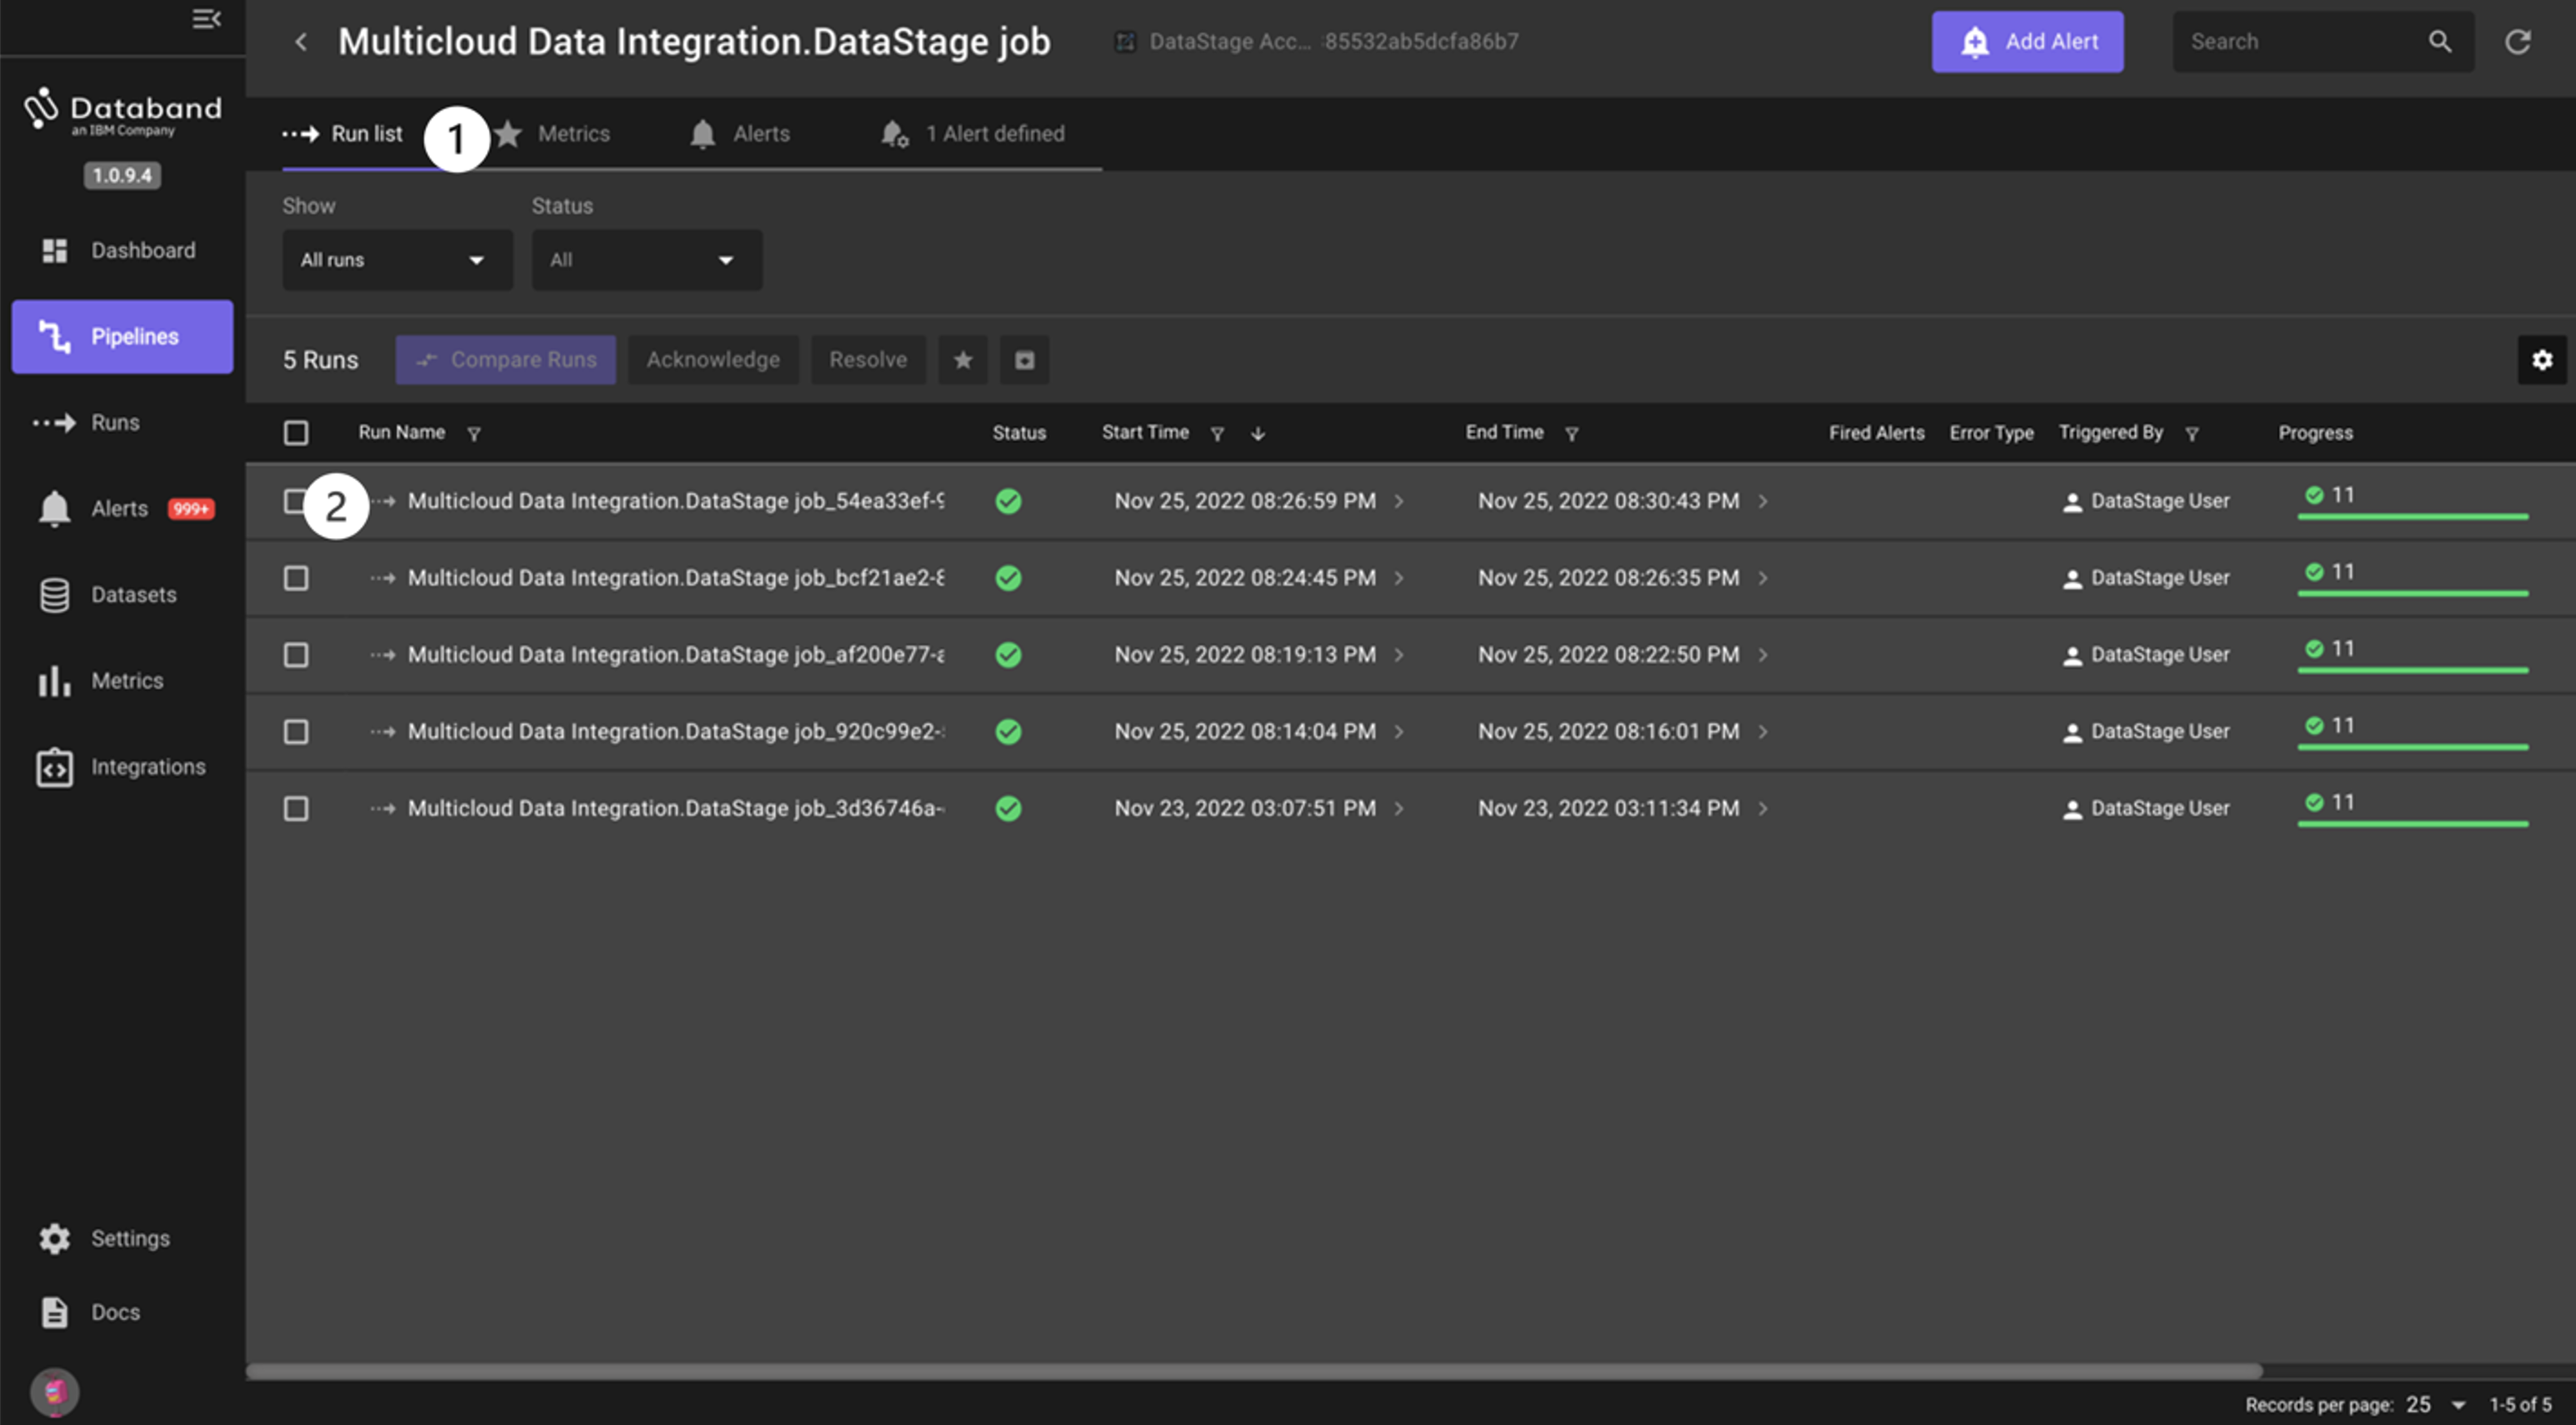 Multicloud Data Integration.DataStage job
DataStage Acc... 85532ab5dcfa86b7
Add Alert
Search
Databand
an IBM Company
1.0.9.4
Dashboard
Pipelines
Runs
Alerts 999+
Datasets
Metrics
Integrations
Settings
Docs
Run list
1
Metrics
Alerts
1 Alert defined
Show
Status
All runs
All
5 Runs
Compare Runs
Acknowledge
Resolve
Run Name Status Start Time End Time Fired Alerts Error Type Triggered By Progress
2
Multicloud Data Integration.DataStage job_54ea33ef-9 Nov 25, 2022 08:26:59 PM Nov 25, 2022 08:30:43 PM DataStage User 11
Multicloud Data Integration.DataStage job_bcf21ae2-8 Nov 25, 2022 08:24:45 PM Nov 25, 2022 08:26:35 PM DataStage User 11
Multicloud Data Integration.DataStage job_af200e77-a Nov 25, 2022 08:19:13 PM Nov 25, 2022 08:22:50 PM DataStage User 11
Multicloud Data Integration.DataStage job_920c99e2- Nov 25, 2022 08:14:04 PM Nov 25, 2022 08:16:01 PM DataStage User 11
Multicloud Data Integration.DataStage job_3d36746a- Nov 23, 2022 03:07:51 PM Nov 23, 2022 03:11:34 PM DataStage User 11
Records per page: 25 1-5 of 5